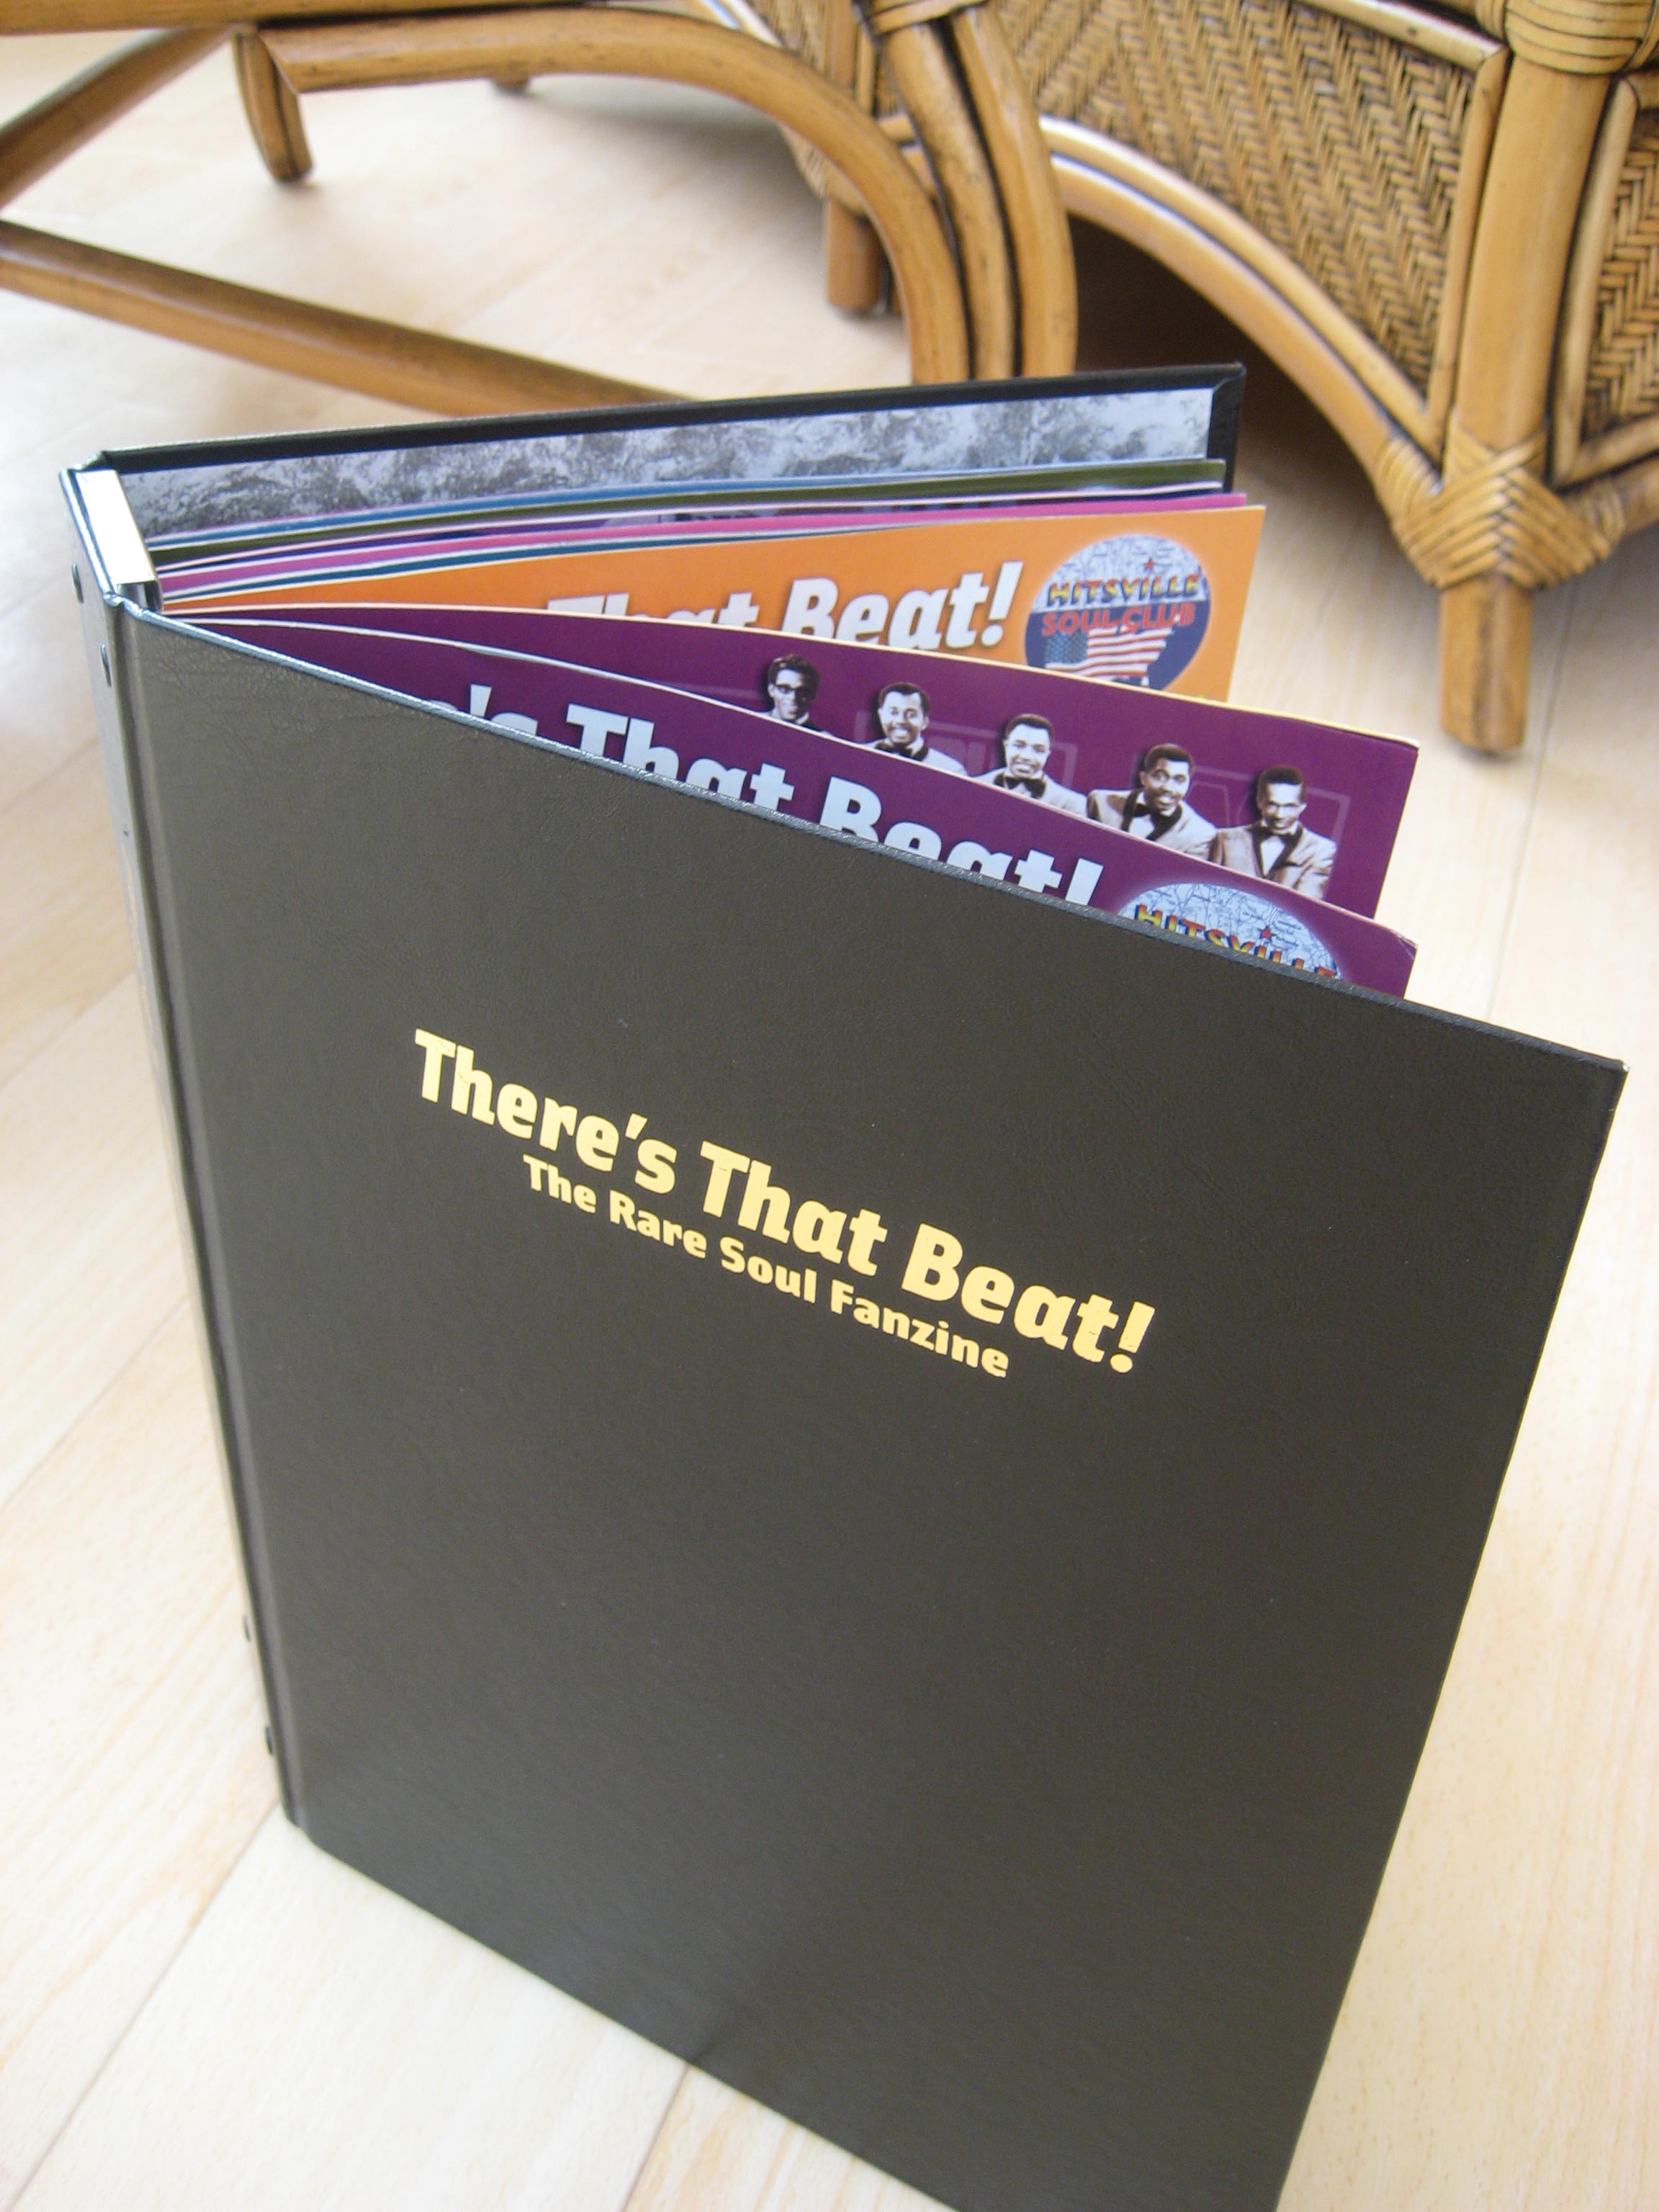 That Beat!
HITSVILLE
SOUL CLUB
's That Beat!
HITSVILLE
There's That Beat!
The Rare Soul Fanzine